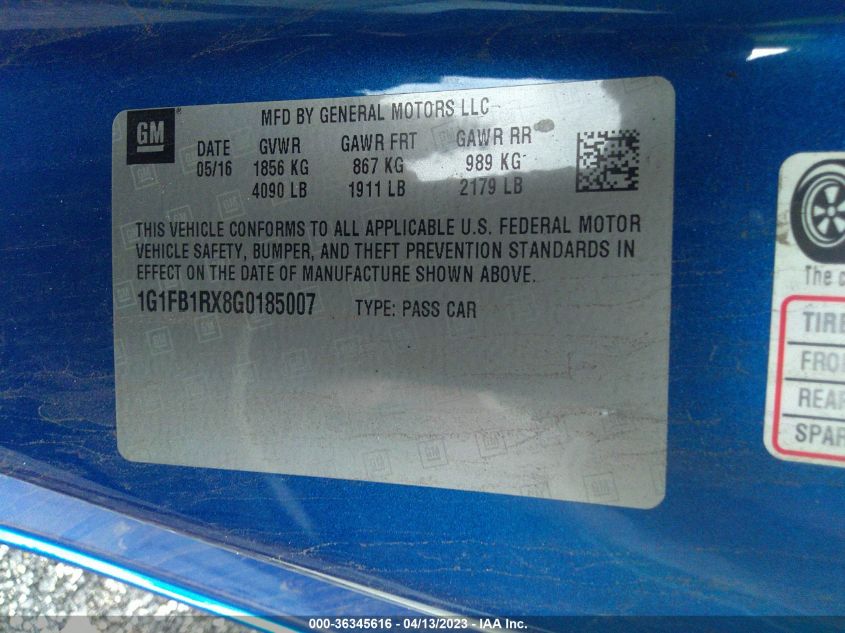 GM
MFD BY GENERAL MOTORS LLC
DATE GVWR GAWR FRT GAWR RR
05/16 1856 KG 867 KG 989 KG
4090 LB 1911 LB 2179 LB
THIS VEHICLE CONFORMS TO ALL APPLICABLE U.S. FEDERAL MOTOR
VEHICLE SAFETY, BUMPER, AND THEFT PREVENTION STANDARDS IN
EFFECT ON THE DATE OF MANUFACTURE SHOWN ABOVE.
1G1FB1RX8G0185007 TYPE: PASS CAR
The c
TIRE
FRO
REAR
SPAR
000-36345616 - 04/13/2023 - IAA Inc.